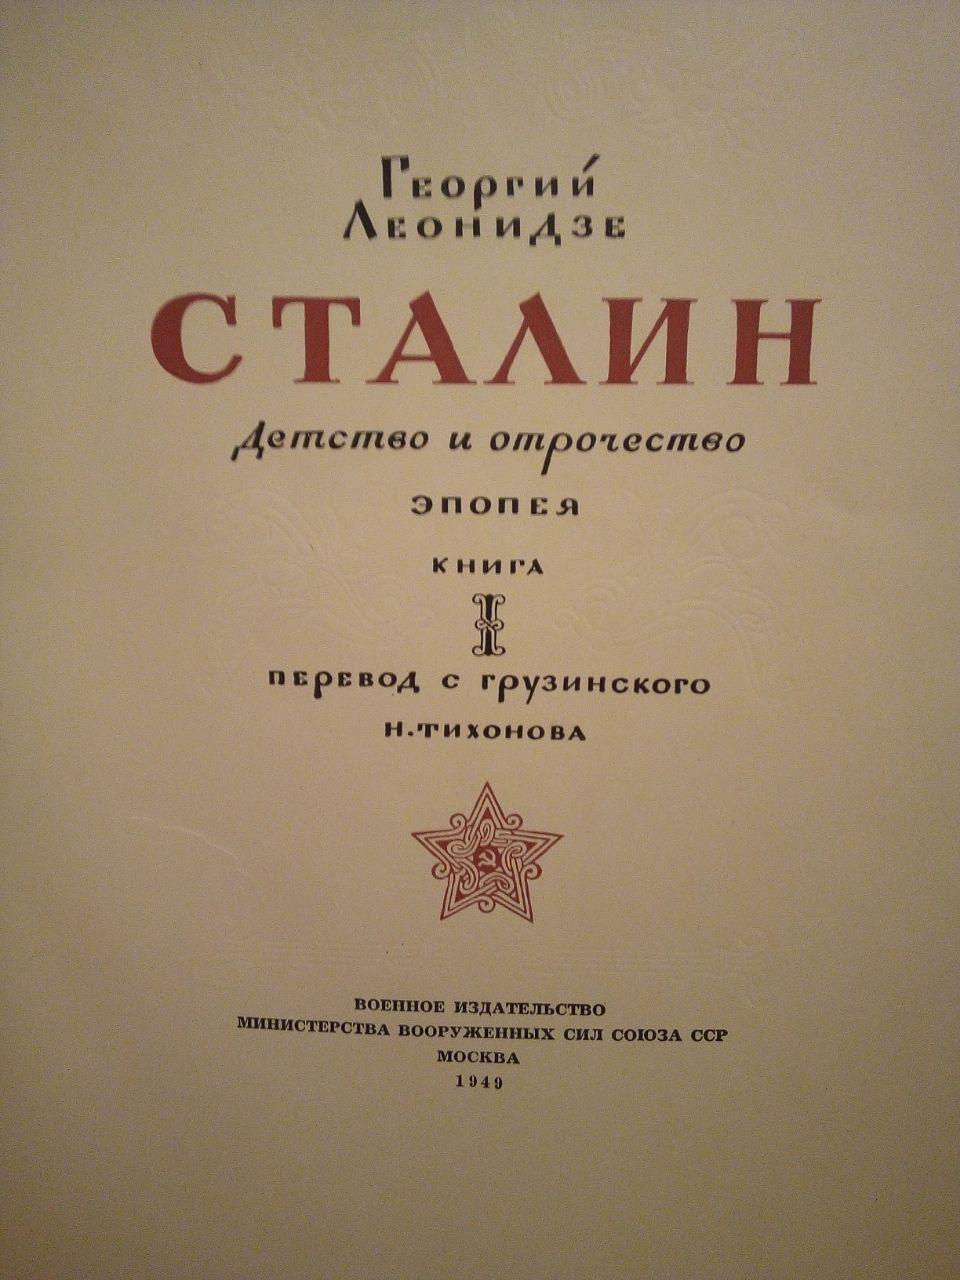 Георгий
Леонидзе
СТАЛИН
Детство и отрочество
ЭПОПЕЯ
КНИГА
I
ПЕРЕВОД С ГРУЗИНСКОГО
Н. ТИХОНОВА
ВОЕННОЕ ИЗДАТЕЛЬСТВО
МИНИСТЕРСТВА ВООРУЖЕННЫХ СИЛ СОЮЗА ССР
МОСКВА
1949